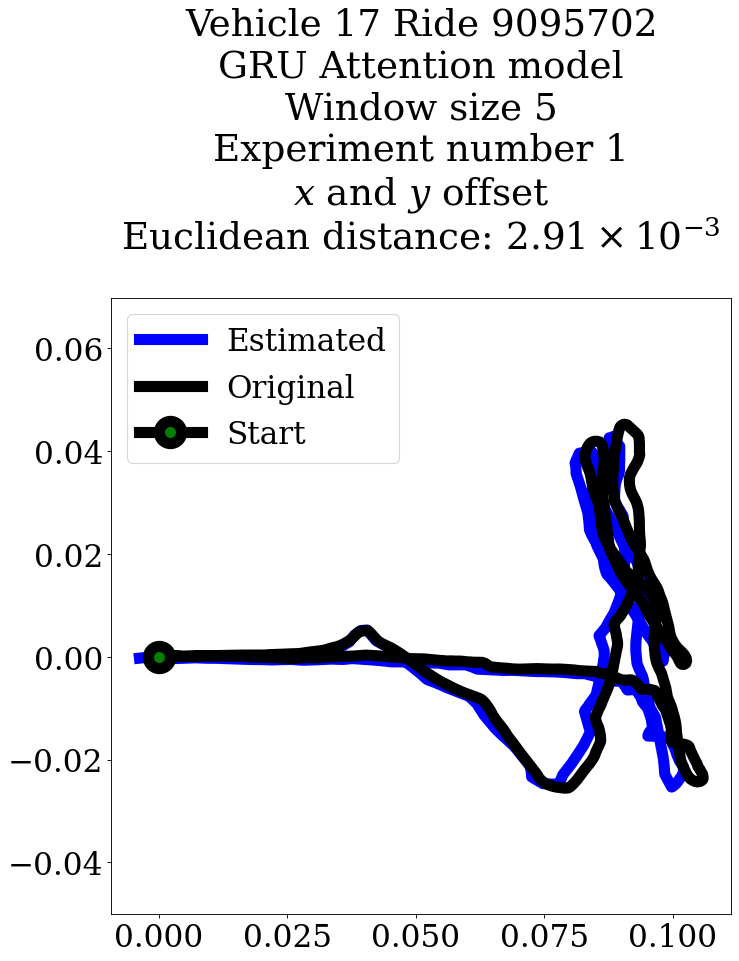 Vehicle 17 Ride 9095702
GRU Attention model
Window size 5
Experiment number 1
x and y offset
Euclidean distance: 2.91 × 10⁻³
Estimated
Original
Start
0.06
0.04
0.02
0.00
−0.02
−0.04
0.000 0.025 0.050 0.075 0.100